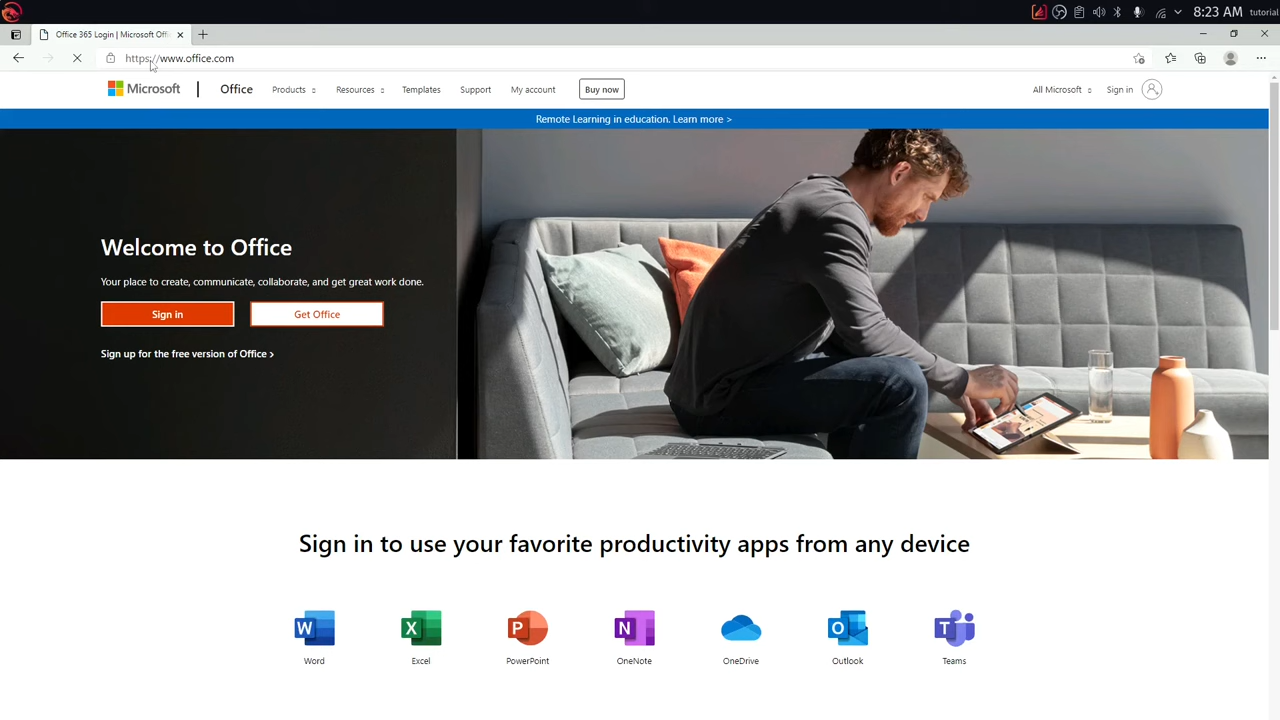 8:23 AM tutorial
Office 365 Login | Microsoft Offi
https://www.office.com
Microsoft Office Products Resources Templates Support My account Buy now All Microsoft Sign in
Remote Learning in education. Learn more >
Welcome to Office
Your place to create, communicate, collaborate, and get great work done.
Sign in Get Office
Sign up for the free version of Office >
Sign in to use your favorite productivity apps from any device
W X P N O T
Word Excel PowerPoint OneNote OneDrive Outlook Teams